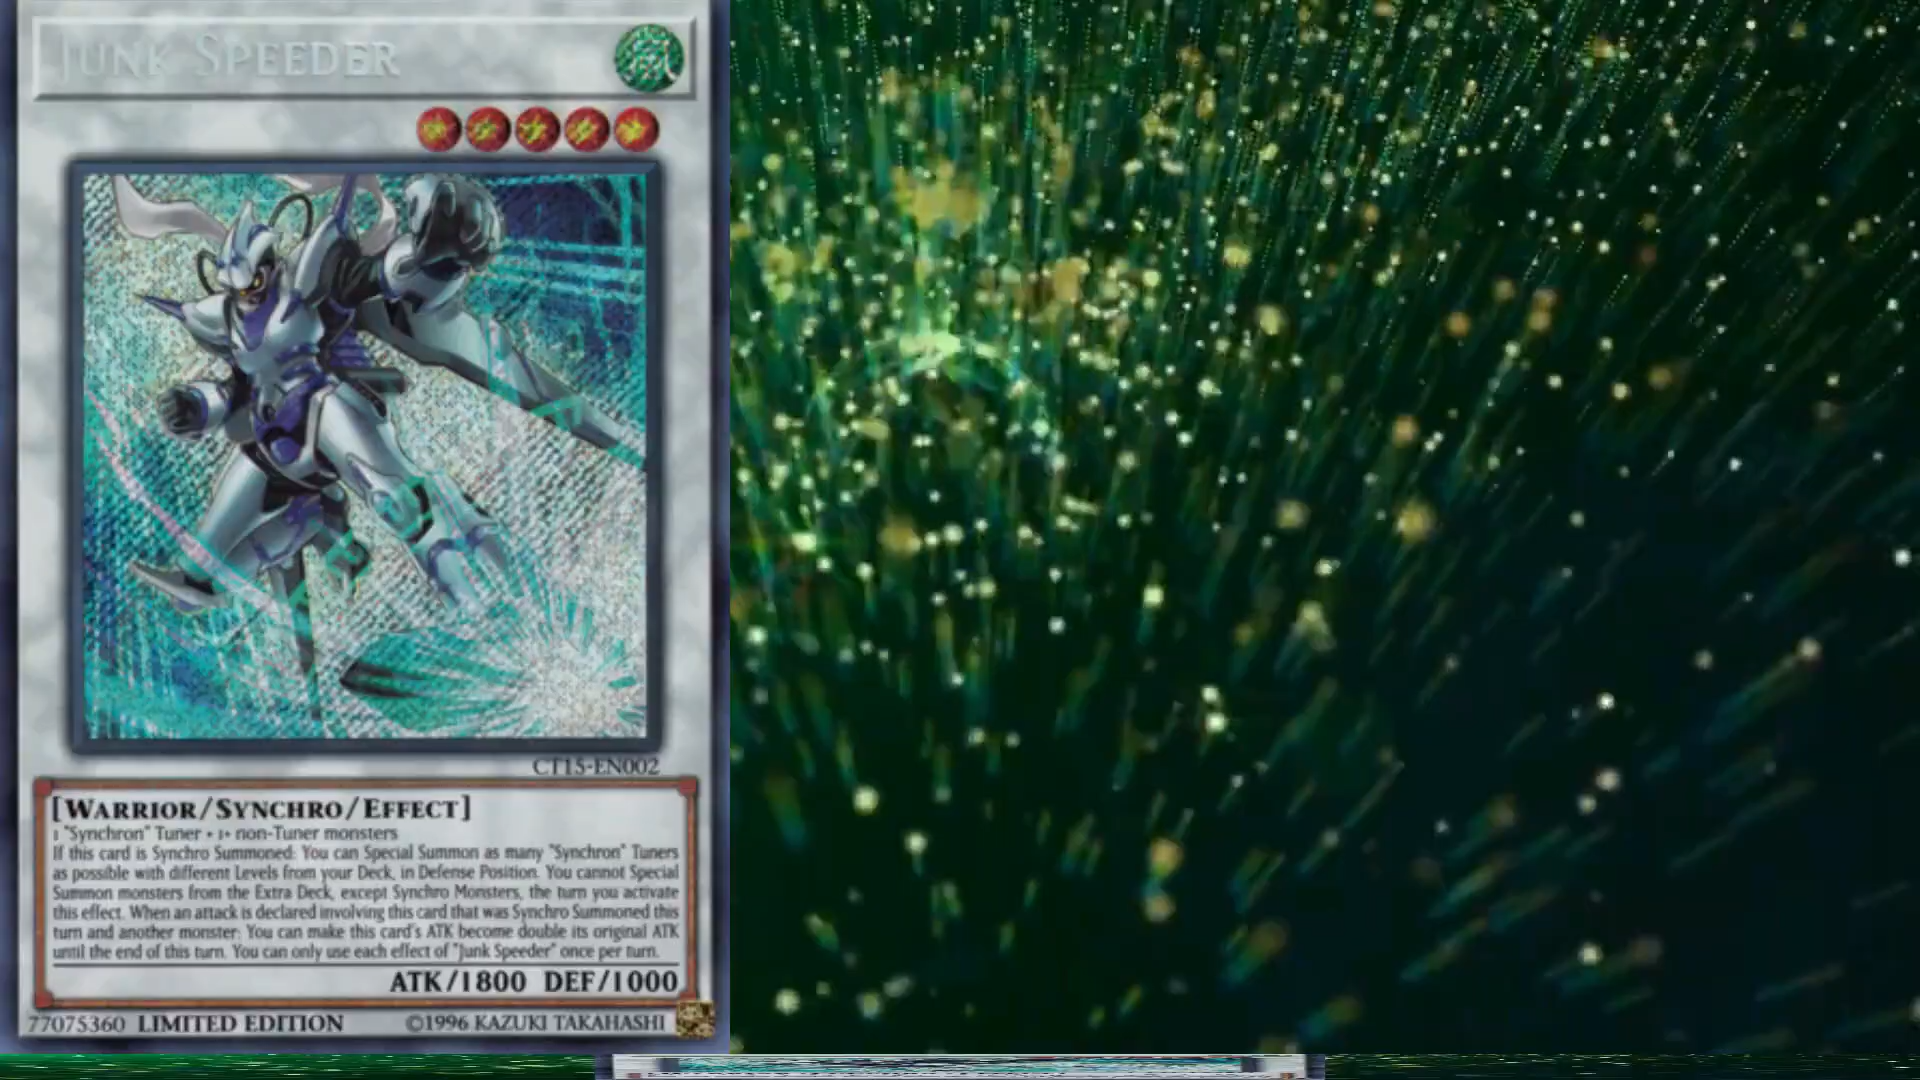 JUNK SPEEDER
風
CT15-EN002
[WARRIOR/SYNCHRO/EFFECT]
1 "Synchron" Tuner + 1+ non-Tuner monsters
If this card is Synchro Summoned: You can Special Summon as many "Synchron" Tuners
as possible with different Levels from your Deck, in Defense Position. You cannot Special
Summon monsters from the Extra Deck, except Synchro Monsters, the turn you activate
this effect. When an attack is declared involving this card that was Synchro Summoned this
turn and another monster: You can make this card's ATK become double its original ATK
until the end of this turn. You can only use each effect of "Junk Speeder" once per turn.
ATK/1800 DEF/1000
77075360 LIMITED EDITION ©1996 KAZUKI TAKAHASHI